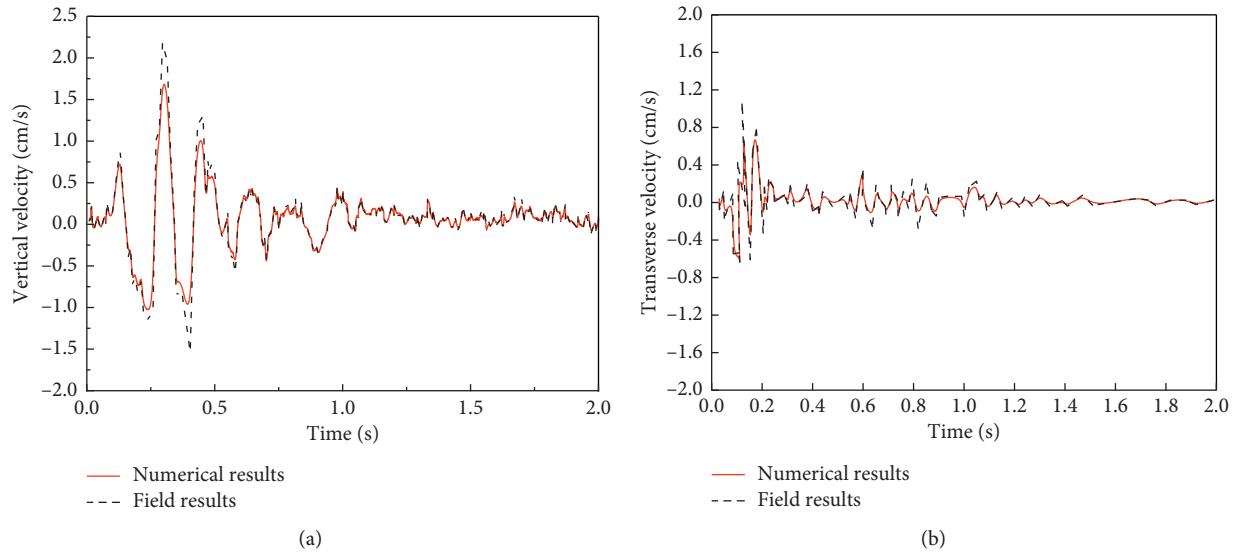 2.5
2.0
1.5
1.0
0.5
0.0
−0.5
−1.0
−1.5
−2.0
Vertical velocity (cm/s)
0.0 0.5 1.0 1.5 2.0
Time (s)
Numerical results
Field results
(a)
2.0
1.6
1.2
0.8
0.4
0.0
−0.4
−0.8
−1.2
−1.6
−2.0
Transverse velocity (cm/s)
0.0 0.2 0.4 0.6 0.8 1.0 1.2 1.4 1.6 1.8 2.0
Time (s)
Numerical results
Field results
(b)